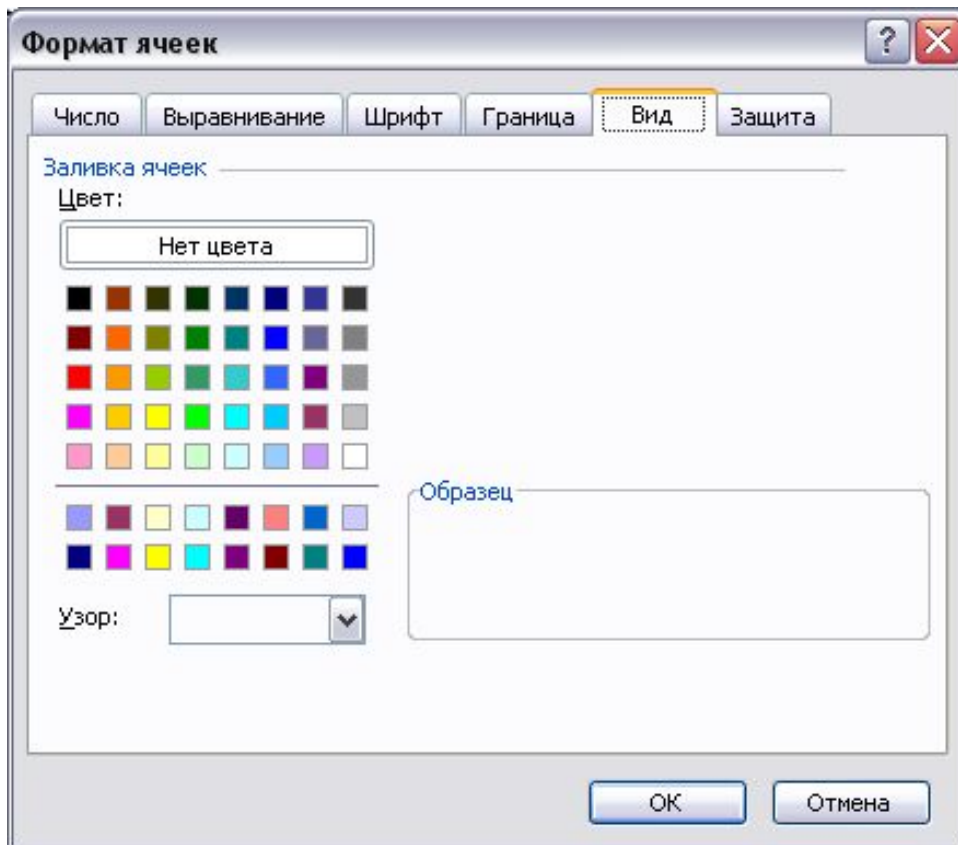 Формат ячеек
?
Число Выравнивание Шрифт Граница Вид Защита
Заливка ячеек
Цвет:
Нет цвета
Образец
Узор:
ОК Отмена